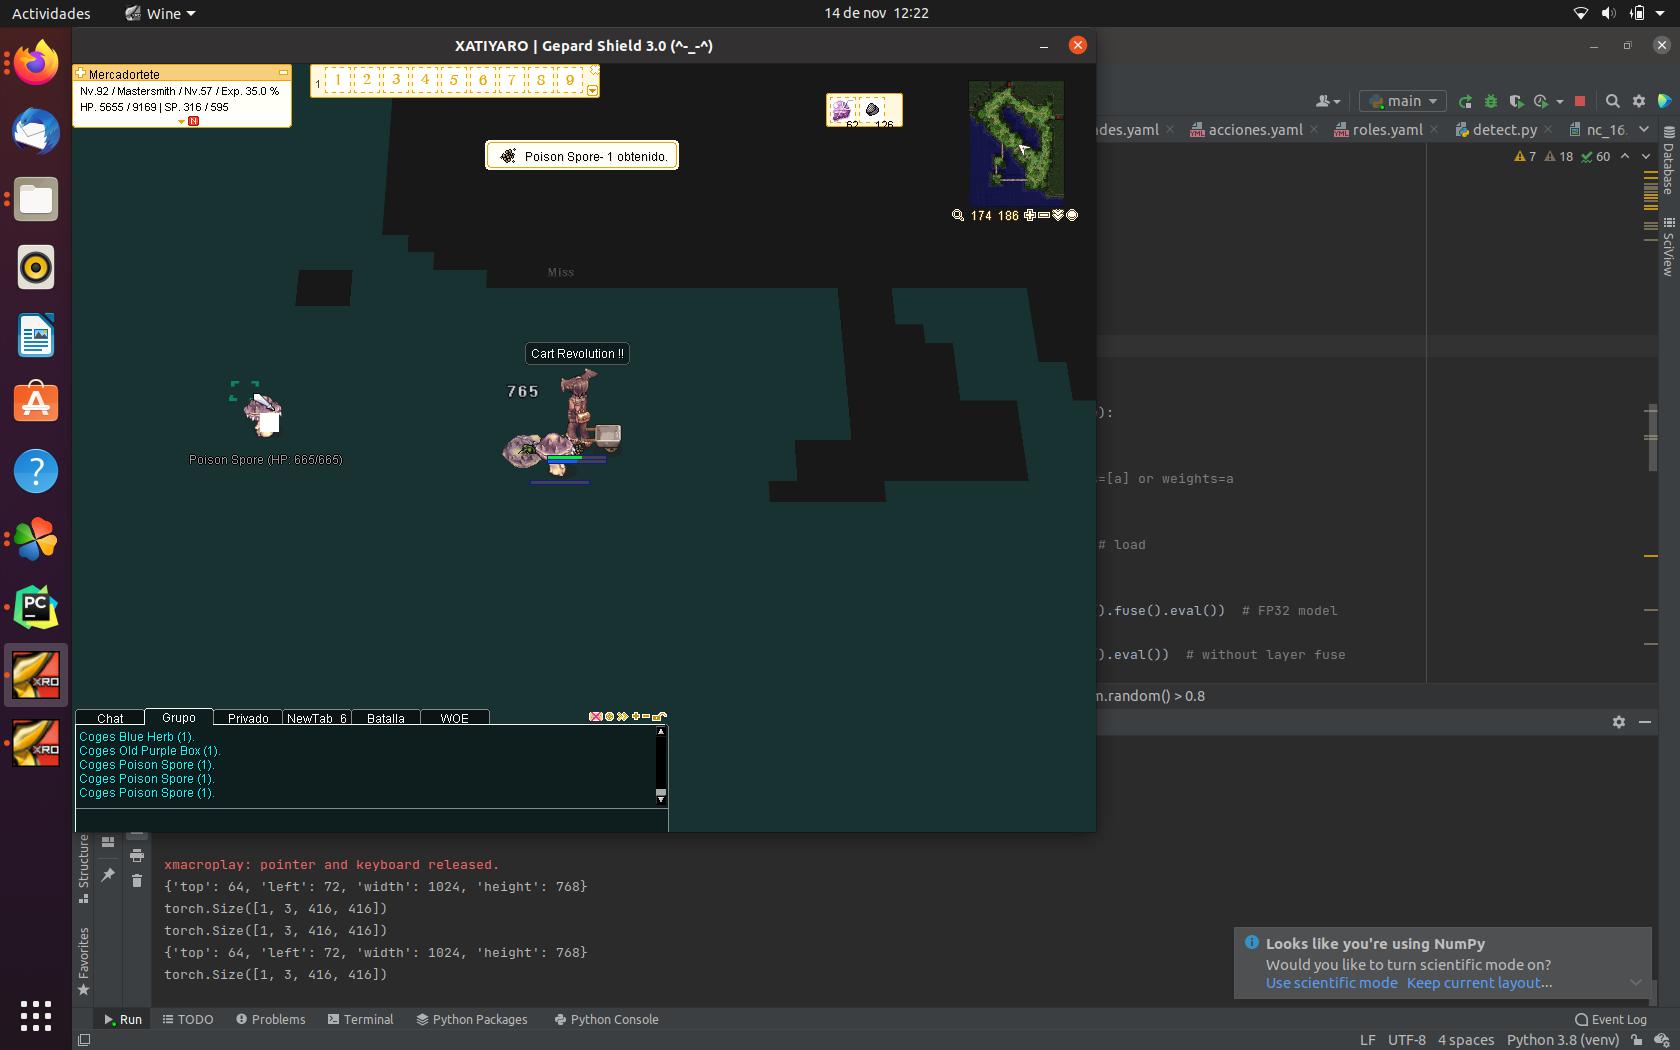 Actividades
Wine
14 de nov 12:22
XATIYARO | Gepard Shield 3.0 (^-_-^)
Mercadortete
Nv.92 / Mastersmith / Nv.57 / Exp. 35.0 %
HP. 5655 / 9169 | SP. 316 / 595
N
1
1 2 3 4 5 6 7 8 9
62 126
Poison Spore- 1 obtenido.
174 186
Miss
Cart Revolution !!
765
Poison Spore (HP: 665/665)
Chat
Grupo
Privado
NewTab_6
Batalla
WOE
Coges Blue Herb (1).
Coges Old Purple Box (1).
Coges Poison Spore (1).
Coges Poison Spore (1).
Coges Poison Spore (1).
main
ades.yaml
acciones.yaml
roles.yaml
detect.py
nc_16.
7 18 60
Database
SciView
):
=[a] or weights=a
# load
).fuse().eval()) # FP32 model
).eval()) # without layer fuse
m.random() > 0.8
PC
XRO
XRO
Structure
Favorites
xmacroplay: pointer and keyboard released.
{'top': 64, 'left': 72, 'width': 1024, 'height': 768}
torch.Size([1, 3, 416, 416])
torch.Size([1, 3, 416, 416])
{'top': 64, 'left': 72, 'width': 1024, 'height': 768}
torch.Size([1, 3, 416, 416])
Looks like you're using NumPy
Would you like to turn scientific mode on?
Use scientific mode Keep current layout...
Run
TODO
Problems
Terminal
Python Packages
Python Console
Event Log
LF UTF-8 4 spaces Python 3.8 (venv)